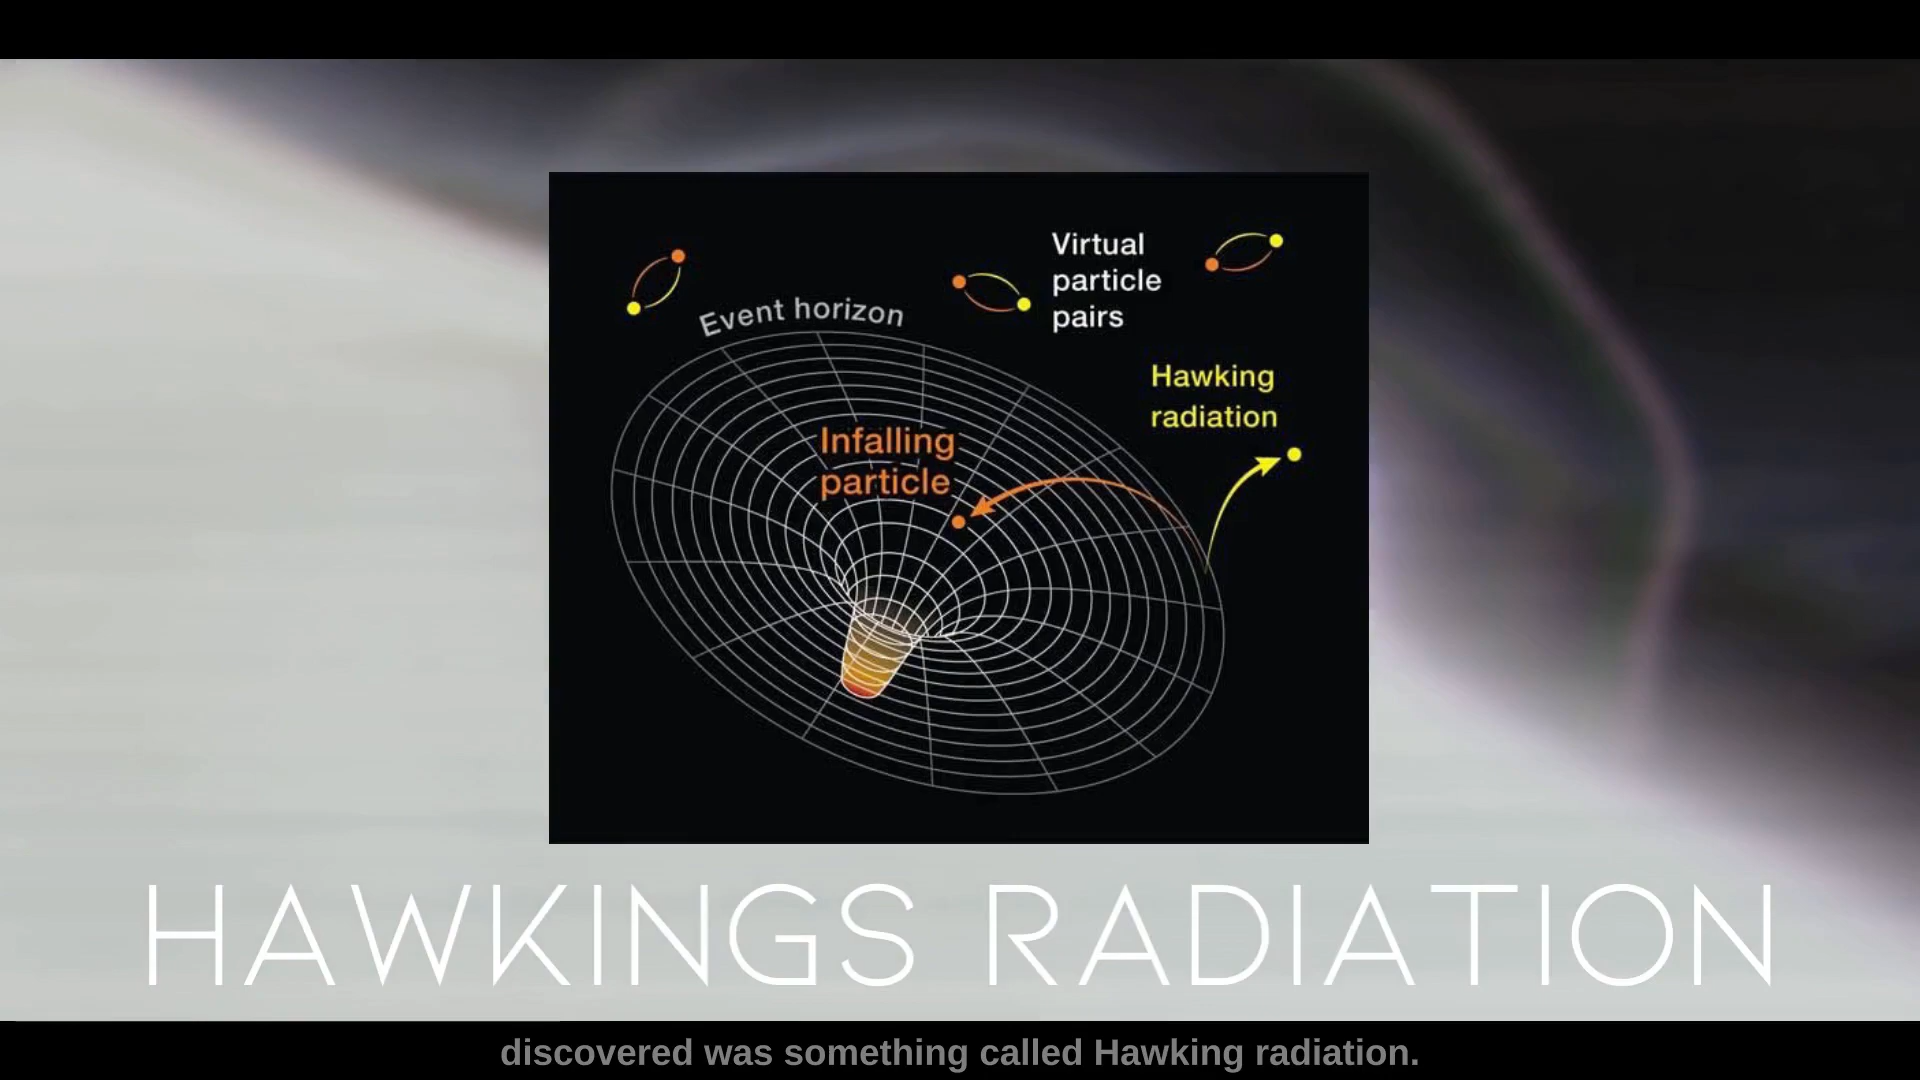 Virtual
particle
pairs
Event horizon
Hawking
radiation
Infalling
particle
HAWKINGS RADIATION
discovered was something called Hawking radiation.